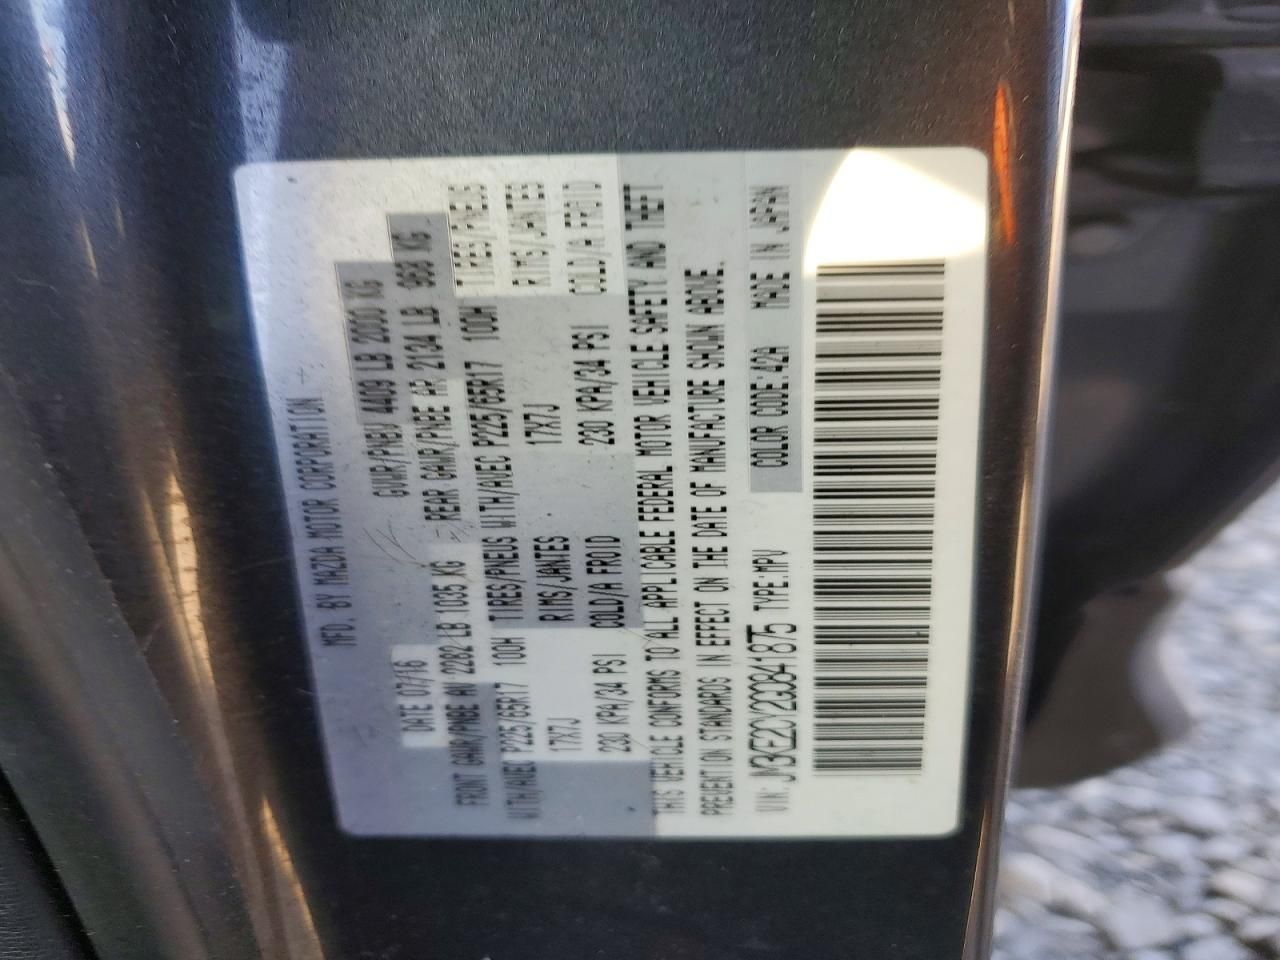 MFD. BY MAZDA MOTOR CORPORATION
DATE 07/16 GVWR/PNBV 4409 LB 2000 KG
FRONT GAWR/PNBE AV 2282 LB 1035 KG REAR GAWR/PNBE AR 2134 LB 968 KG
WITH/AVEC P225/65R17 100H TIRES/PNEUS WITH/AVEC P225/65R17 100H TIRES/PNEUS
17X7J RIMS/JANTES 17X7J RIMS/JANTES
230 KPA/34 PSI COLD/A FROID 230 KPA/34 PSI COLD/A FROID
THIS VEHICLE CONFORMS TO ALL APPLICABLE FEDERAL MOTOR VEHICLE SAFETY AND THEFT
PREVENTION STANDARDS IN EFFECT ON THE DATE OF MANUFACTURE SHOWN ABOVE.
VIN: JM3KE2CY2G0841875 TYPE:MPV COLOR CODE:42A MADE IN JAPAN